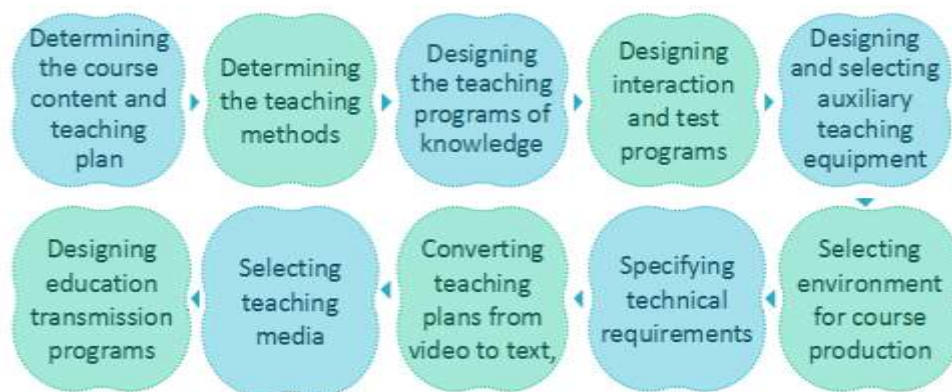 Determining
the course
content and
teaching
plan
Determining
the teaching
methods
Designing
the teaching
programs of
knowledge
Designing
interaction
and test
programs
Designing
and selecting
auxiliary
teaching
equipment
Selecting
environment
for course
production
Specifying
technical
requirements
Converting
teaching
plans from
video to text,
Selecting
teaching
media
Designing
education
transmission
programs